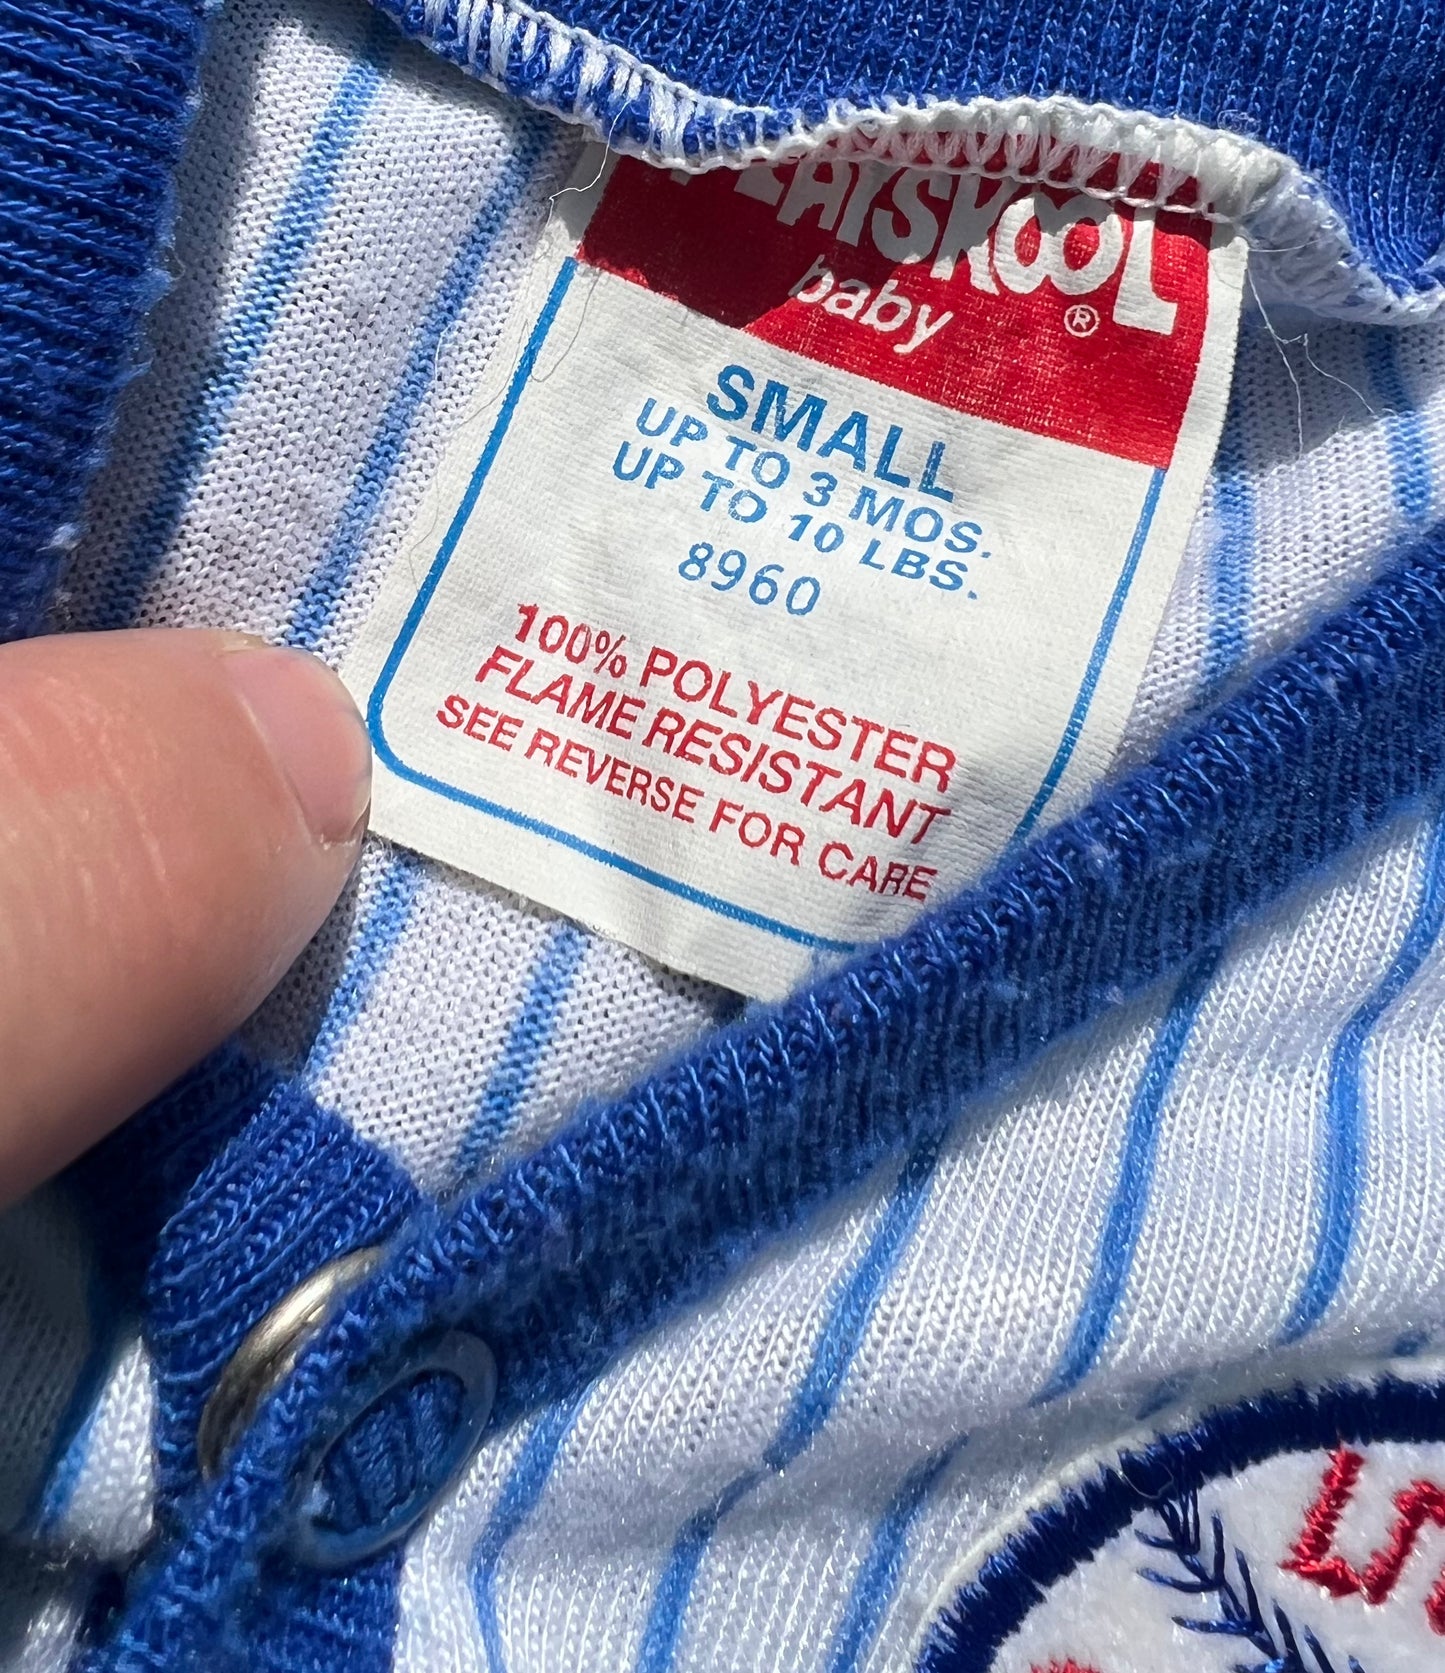 PLAYSKOOL
baby ®
SMALL
UP TO 3 MOS.
UP TO 10 LBS.
8960
100% POLYESTER
FLAME RESISTANT
SEE REVERSE FOR CARE